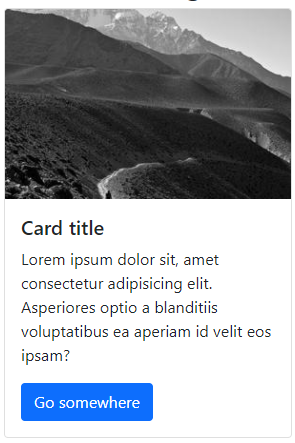 Card title
Lorem ipsum dolor sit, amet
consectetur adipisicing elit.
Asperiores optio a blanditiis
voluptatibus ea aperiam id velit eos
ipsam?
Go somewhere